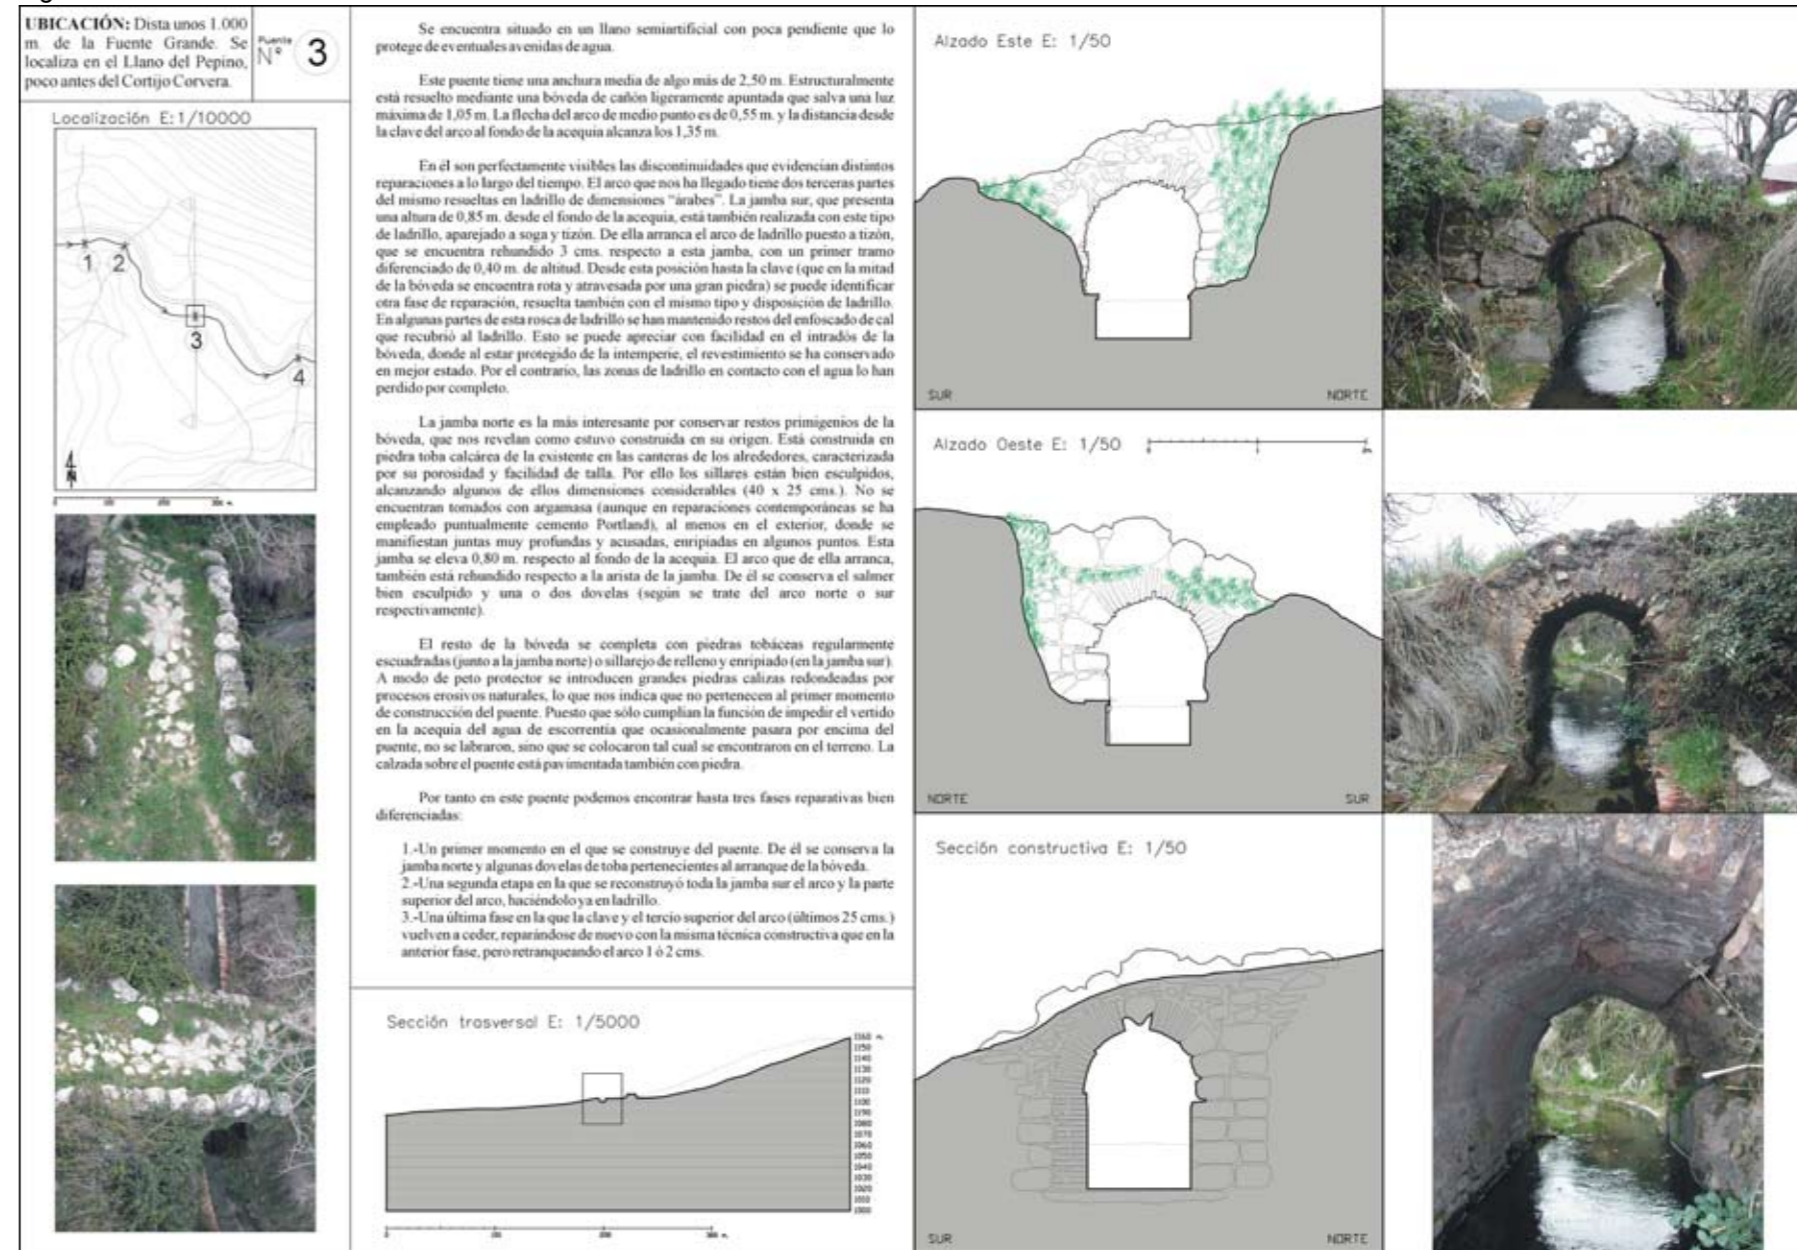 UBICACIÓN: Dista unos 1.000
m. de la Fuente Grande. Se
localiza en el Llano del Pepino,
poco antes del Cortijo Corvera.
Puente
Nº 3
Localización E: 1/10000
1
2
3
4
N
0 100 200 300 m.
Se encuentra situado en un llano semiartificial con poca pendiente que lo
protege de eventuales avenidas de agua.
Este puente tiene una anchura media de algo más de 2,50 m. Estructuralmente
está resuelto mediante una bóveda de cañón ligeramente apuntada que salva una luz
máxima de 1,05 m. La flecha del arco de medio punto es de 0,55 m. y la distancia desde
la clave del arco al fondo de la acequia alcanza los 1,35 m.
En él son perfectamente visibles las discontinuidades que evidencian distintos
reparaciones a lo largo del tiempo. El arco que nos ha llegado tiene dos terceras partes
del mismo resueltas en ladrillo de dimensiones "árabes". La jamba sur, que presenta
una altura de 0,85 m. desde el fondo de la acequia, está también realizada con este tipo
de ladrillo, aparejado a soga y tizón. De ella arranca el arco de ladrillo puesto a tizón,
que se encuentra rehundido 3 cms. respecto a esta jamba, con un primer tramo
diferenciado de 0,40 m. de altitud. Desde esta posición hasta la clave (que en la mitad
de la bóveda se encuentra rota y atravesada por una gran piedra) se puede identificar
otra fase de reparación, resuelta también con el mismo tipo y disposición de ladrillo.
En algunas partes de esta rosca de ladrillo se han mantenido restos del enfoscado de cal
que recubrió al ladrillo. Esto se puede apreciar con facilidad en el intradós de la
bóveda, donde al estar protegido de la intemperie, el revestimiento se ha conservado
en mejor estado. Por el contrario, las zonas de ladrillo en contacto con el agua lo han
perdido por completo.
La jamba norte es la más interesante por conservar restos primigenios de la
bóveda, que nos revelan como estuvo construida en su origen. Está construida en
piedra toba calcárea de la existente en las canteras de los alrededores, caracterizada
por su porosidad y facilidad de talla. Por ello los sillares están bien esculpidos,
alcanzando algunos de ellos dimensiones considerables (40 x 25 cms.). No se
encuentran tomados con argamasa (aunque en reparaciones contemporáneas se ha
empleado puntualmente cemento Portland), al menos en el exterior, donde se
manifiestan juntas muy profundas y acusadas, enripiadas en algunos puntos. Esta
jamba se eleva 0,80 m. respecto al fondo de la acequia. El arco que de ella arranca,
también está rehundido respecto a la arista de la jamba. De él se conserva el salmer
bien esculpido y una o dos dovelas (según se trate del arco norte o sur
respectivamente).
El resto de la bóveda se completa con piedras tobáceas regularmente
escuadradas (junto a la jamba norte) o sillarejo de relleno y enripiado (en la jamba sur).
A modo de peto protector se introducen grandes piedras calizas redondeadas por
procesos erosivos naturales, lo que nos indica que no pertenecen al primer momento
de construcción del puente. Puesto que sólo cumplían la función de impedir el vertido
en la acequia del agua de escorrentía que ocasionalmente pasara por encima del
puente, no se labraron, sino que se colocaron tal cual se encontraron en el terreno. La
calzada sobre el puente está pavimentada también con piedra.
Por tanto en este puente podemos encontrar hasta tres fases reparativas bien
diferenciadas:
1.-Un primer momento en el que se construye del puente. De él se conserva la
jamba norte y algunas dovelas de toba pertenecientes al arranque de la bóveda.
2.-Una segunda etapa en la que se reconstruyó toda la jamba sur el arco y la parte
superior del arco, haciéndolo ya en ladrillo.
3.-Una última fase en la que la clave y el tercio superior del arco (últimos 25 cms.)
vuelven a ceder, reparándose de nuevo con la misma técnica constructiva que en la
anterior fase, pero retranqueando el arco 1 ó 2 cms.
Sección trasversal E: 1/5000
1160 m.
1150
1140
1130
1120
1110
1100
1090
1080
1070
1060
1050
1040
1030
1020
1010
1000
0 100 200 300 m.
Alzado Este E: 1/50
SUR NORTE
Alzado Oeste E: 1/50
0 1 2m.
NORTE SUR
Sección constructiva E: 1/50
SUR NORTE